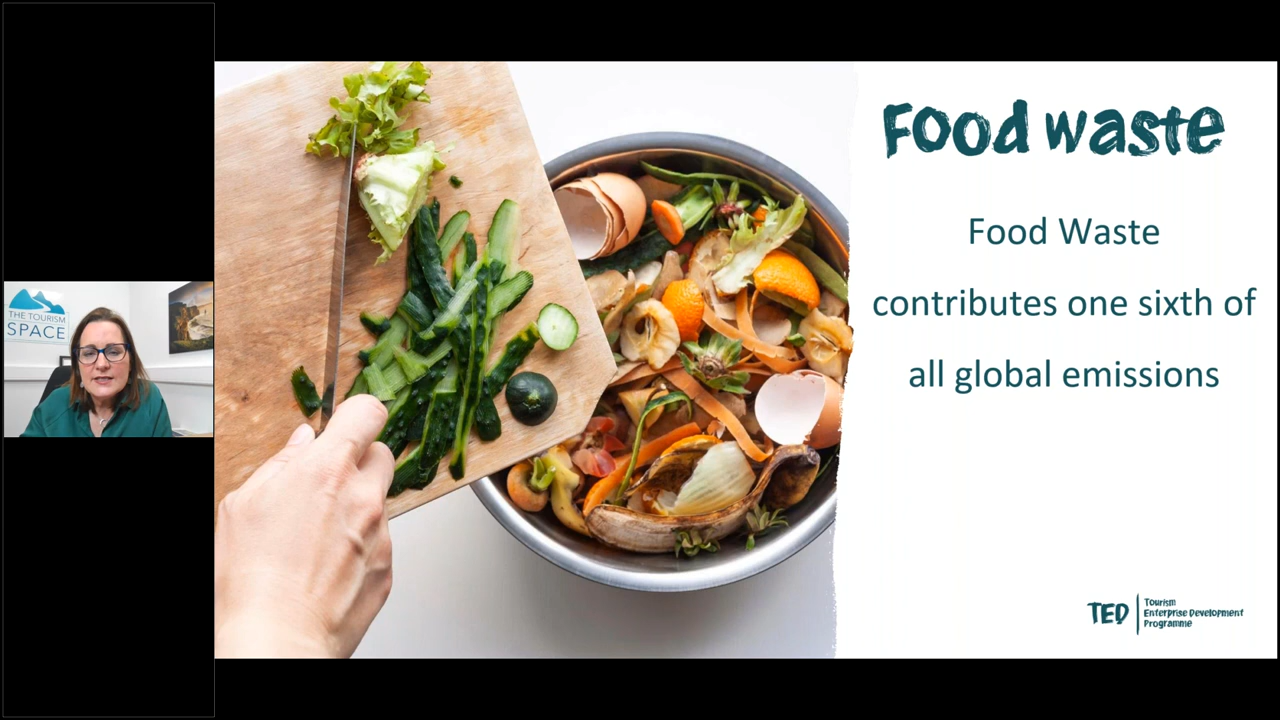 THE TOURISM
SPACE
Food waste
Food Waste
contributes one sixth of
all global emissions
TED
Tourism
Enterprise Development
Programme